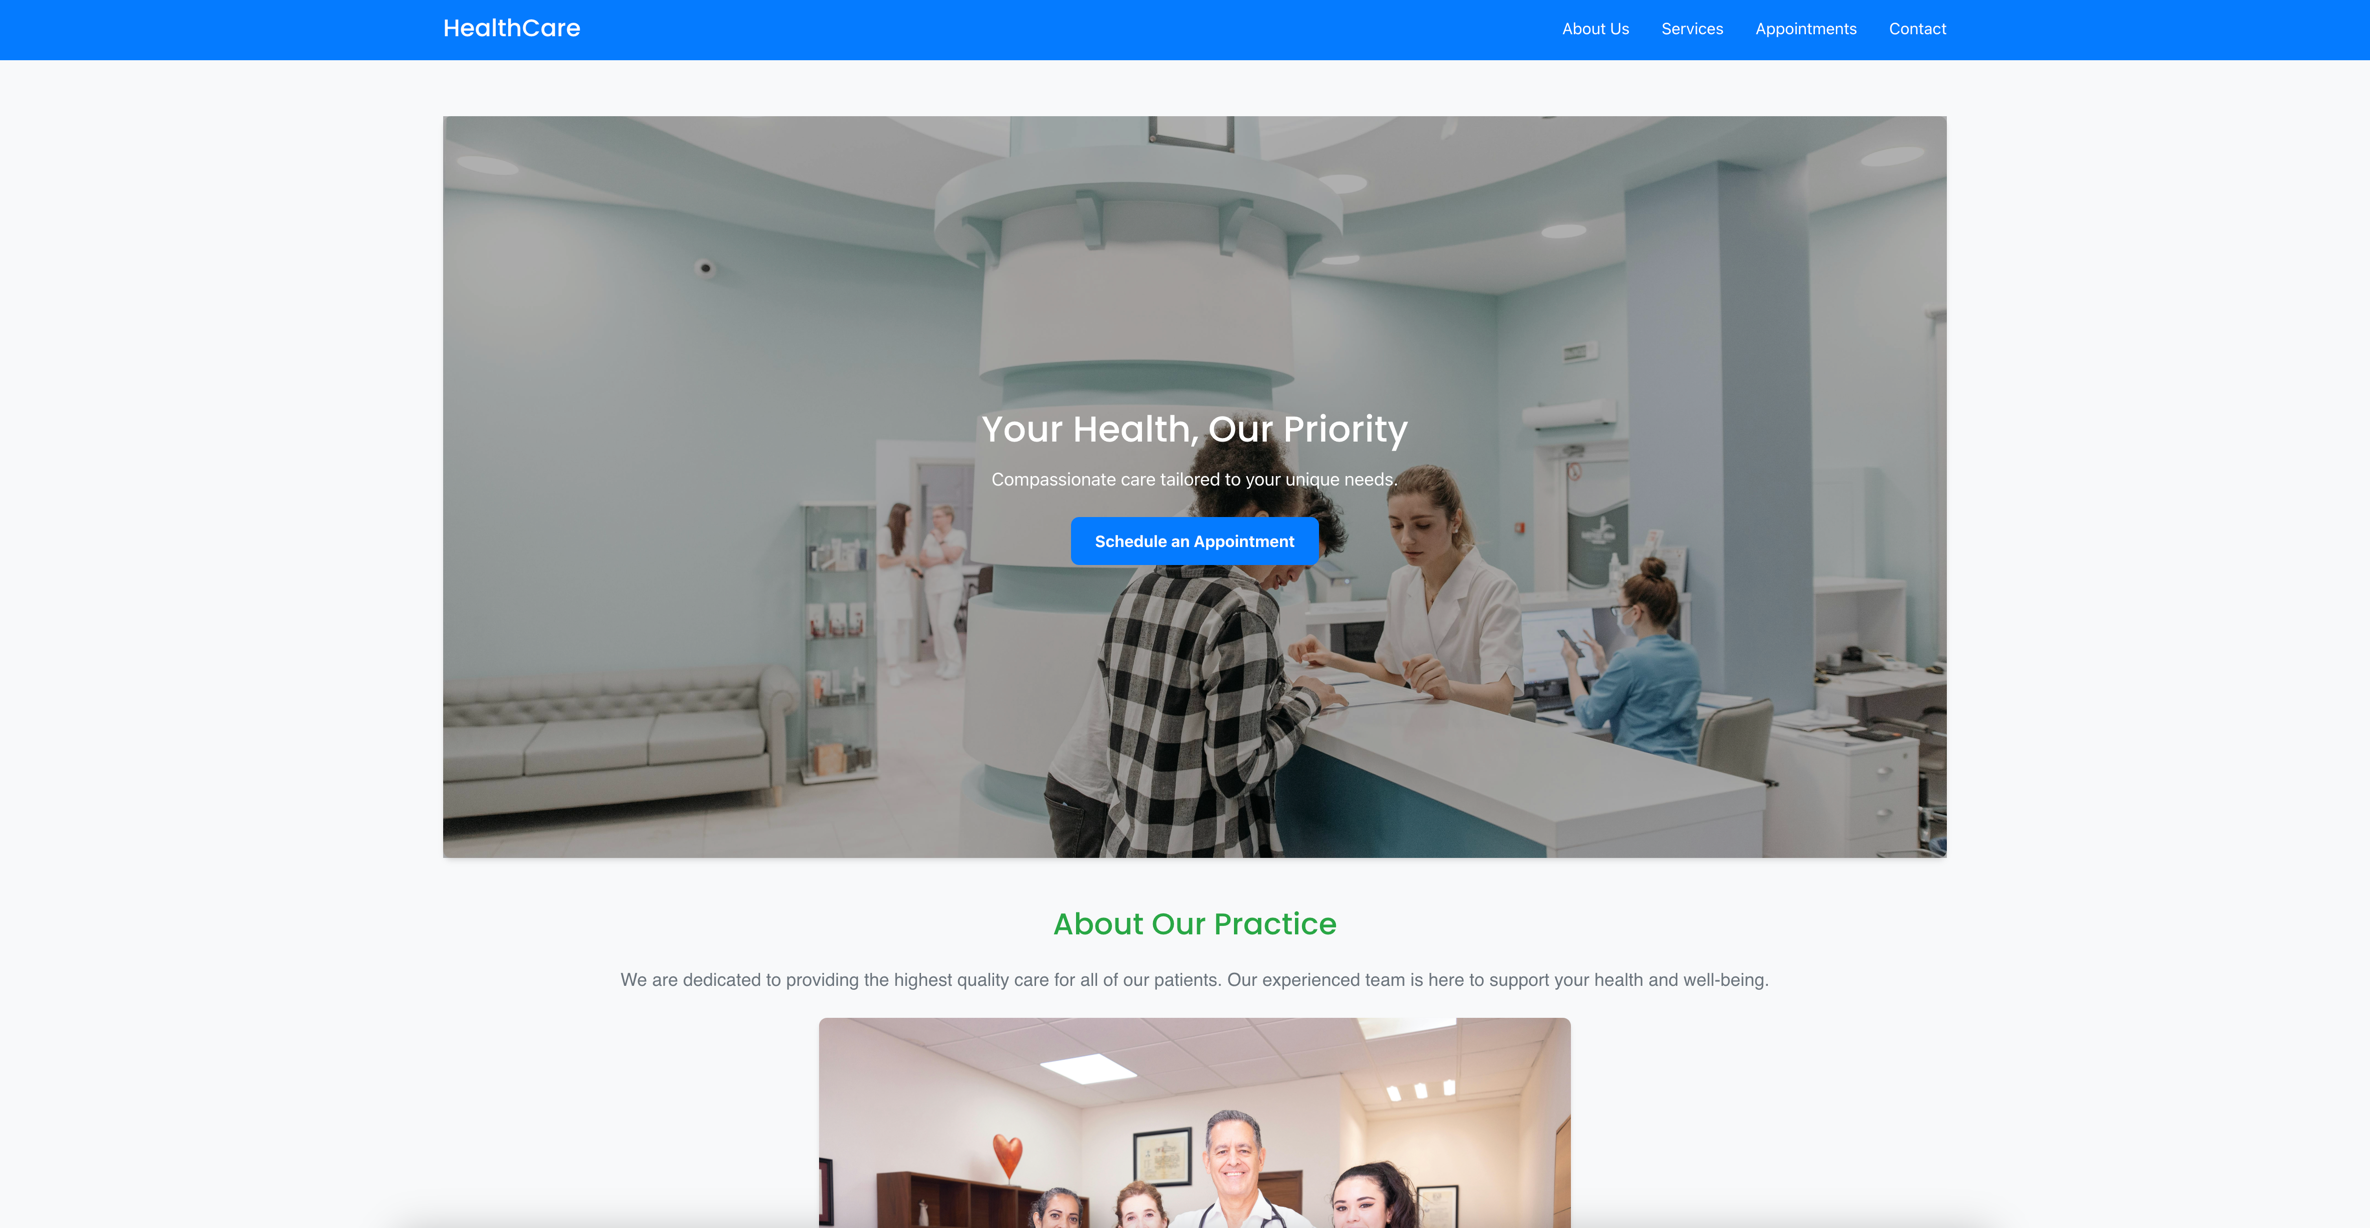 HealthCare
About Us
Services
Appointments
Contact
Your Health, Our Priority
Compassionate care tailored to your unique needs.
Schedule an Appointment
About Our Practice
We are dedicated to providing the highest quality care for all of our patients. Our experienced team is here to support your health and well-being.